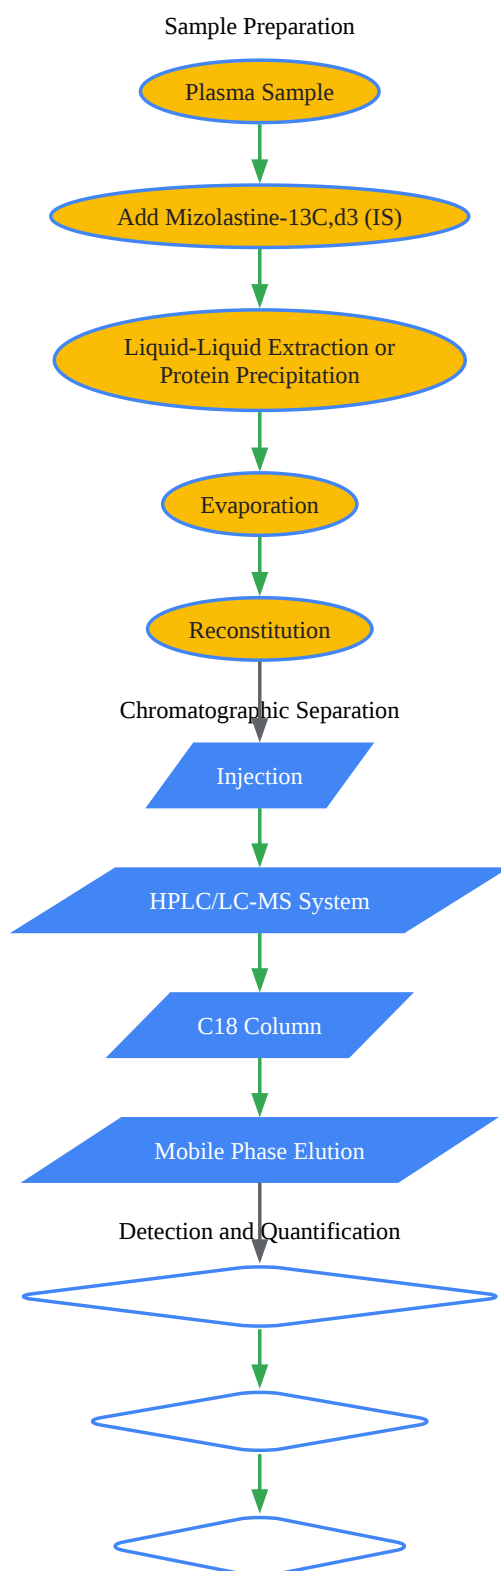 Sample Preparation
Plasma Sample
Add Mizolastine-13C,d3 (IS)
Liquid-Liquid Extraction or
Protein Precipitation
Evaporation
Reconstitution
Chromatographic Separation
Injection
HPLC/LC-MS System
C18 Column
Mobile Phase Elution
Detection and Quantification